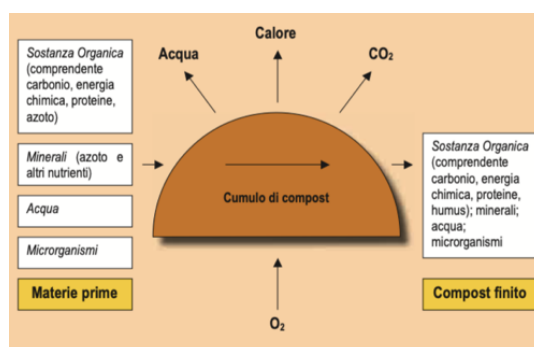 Sostanza Organica
(comprendente
carbonio, energia
chimica, proteine,
azoto)
Minerali (azoto e
altri nutrienti)
Acqua
Microrganismi
Materie prime
Acqua
Calore
CO₂
Cumulo di compost
O₂
Sostanza Organica
(comprendente
carbonio, energia
chimica, proteine,
humus); minerali;
acqua;
microrganismi
Compost finito